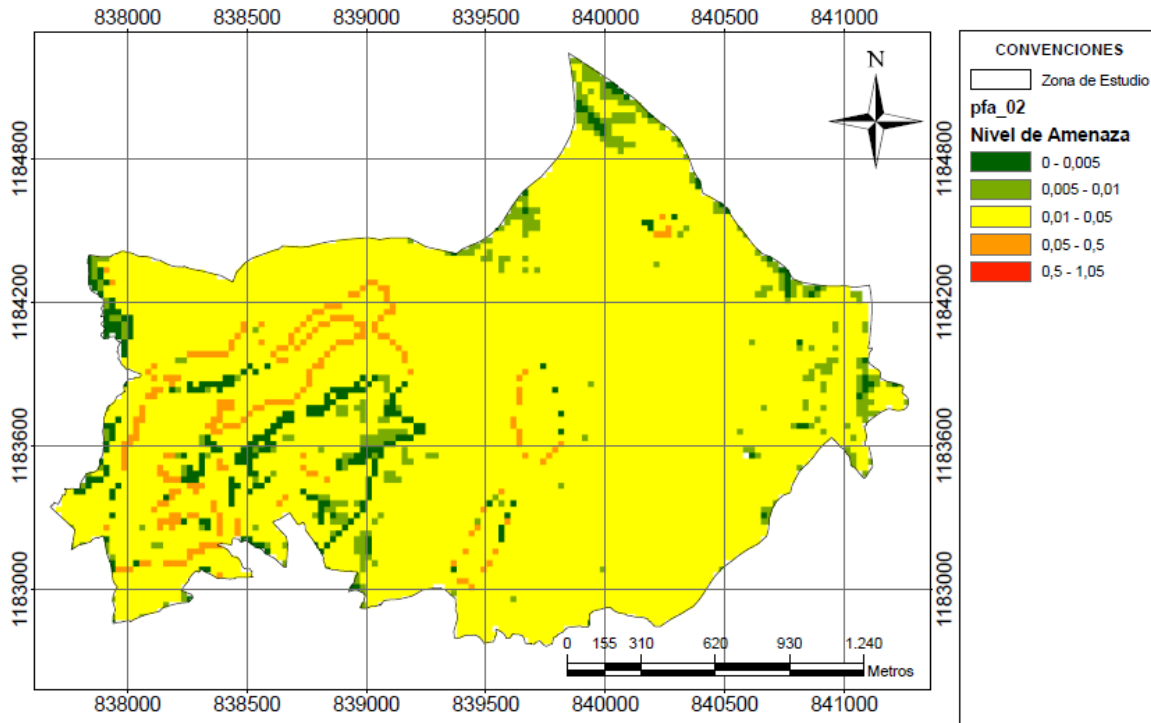 838000 838500 839000 839500 840000 840500 841000
1184800
1184200
1183600
1183000
N
0 155 310 620 930 1.240
Metros
1184800
1184200
1183600
1183000
838000 838500 839000 839500 840000 840500 841000
CONVENCIONES
Zona de Estudio
pfa_02
Nivel de Amenaza
0 - 0,005
0,005 - 0,01
0,01 - 0,05
0,05 - 0,5
0,5 - 1,05